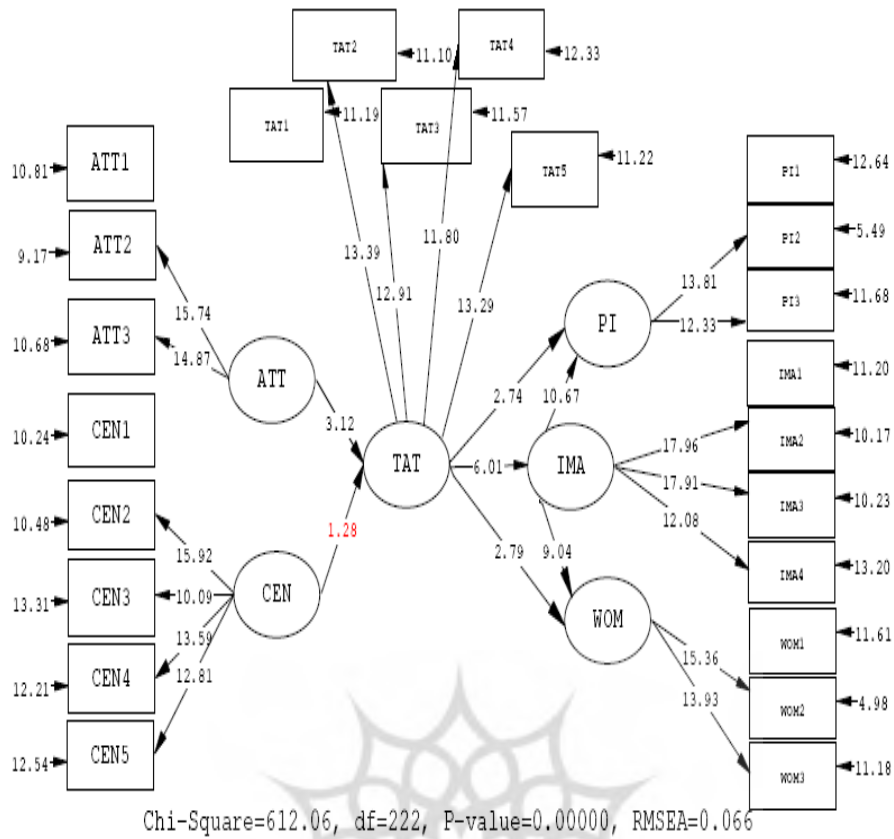 TAT2
11.10
TAT4
12.33
TAT1
11.19
TAT3
11.57
TAT5
11.22
10.81
ATT1
9.17
ATT2
10.68
ATT3
10.24
CEN1
10.48
CEN2
13.31
CEN3
12.21
CEN4
12.54
CEN5
15.74
14.87
ATT
3.12
15.92
10.09
13.59
12.81
CEN
1.28
TAT
13.39
12.91
11.80
13.29
2.74
6.01
2.79
PI
10.67
IMA
9.04
WOM
13.81
12.33
17.96
17.91
12.08
15.36
13.93
PI1
12.64
PI2
5.49
PI3
11.68
IMA1
11.20
IMA2
10.17
IMA3
10.23
IMA4
13.20
WOM1
11.61
WOM2
4.98
WOM3
11.18
Chi-Square=612.06, df=222, P-value=0.00000, RMSEA=0.066